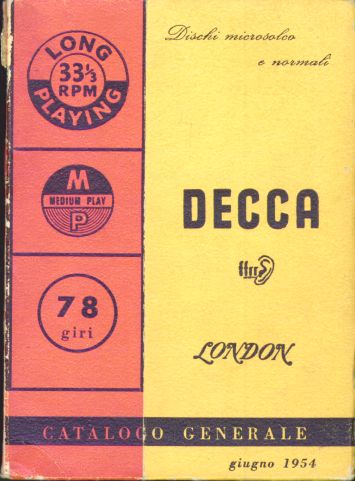 LONG
33⅓
RPM
PLAYING
M
MEDIUM PLAY
P
78
giri
Dischi microsolco
e normali
DECCA
ffrr
LONDON
CATALOGO GENERALE
giugno 1954